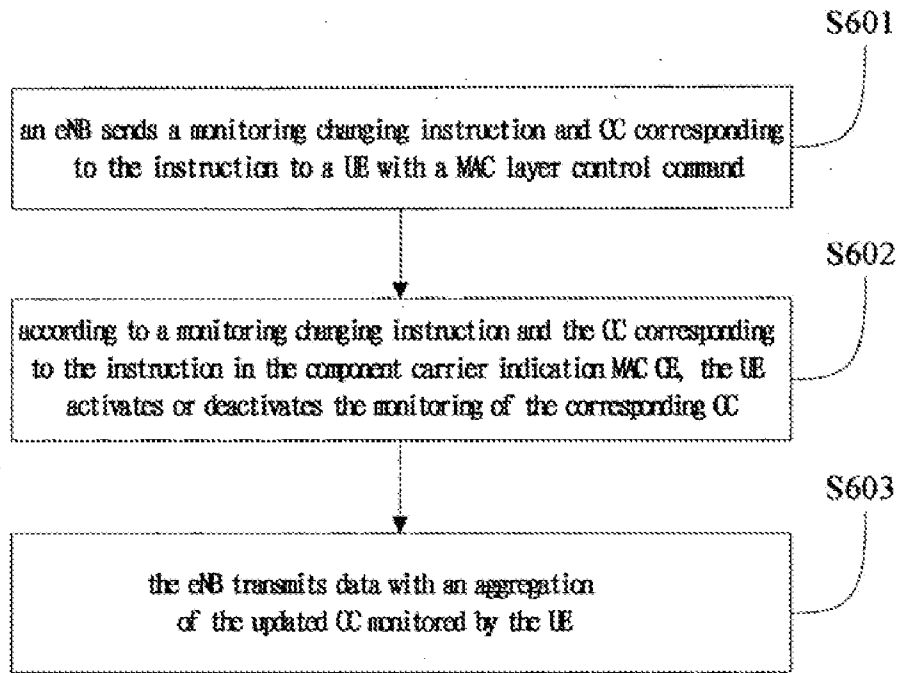 S601
an eNB sends a monitoring changing instruction and CC corresponding
to the instruction to a UE with a MAC layer control command
S602
according to a monitoring changing instruction and the CC corresponding
to the instruction in the component carrier indication MAC CE, the UE
activates or deactivates the monitoring of the corresponding CC
S603
the eNB transmits data with an aggregation
of the updated CC monitored by the UE